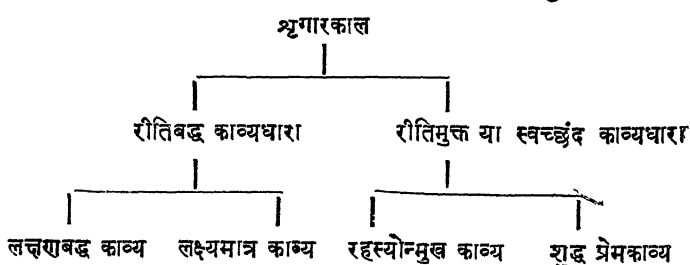 श्रृगारकाल
रीतिबद्ध काव्यधारा रीतिमुक्त या स्वच्छंद काव्यधारा
लक्षणबद्ध काव्य लक्ष्यमात्र काव्य रहस्योन्मुख काव्य शुद्ध प्रेमकाव्य